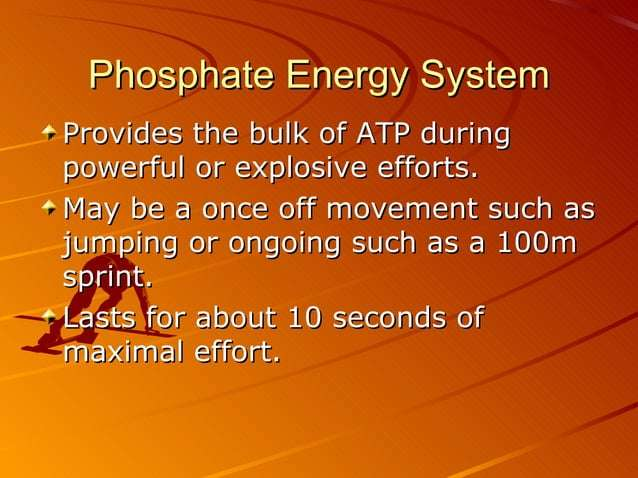 Phosphate Energy System
Provides the bulk of ATP during
powerful or explosive efforts.
May be a once off movement such as
jumping or ongoing such as a 100m
sprint.
Lasts for about 10 seconds of
maximal effort.